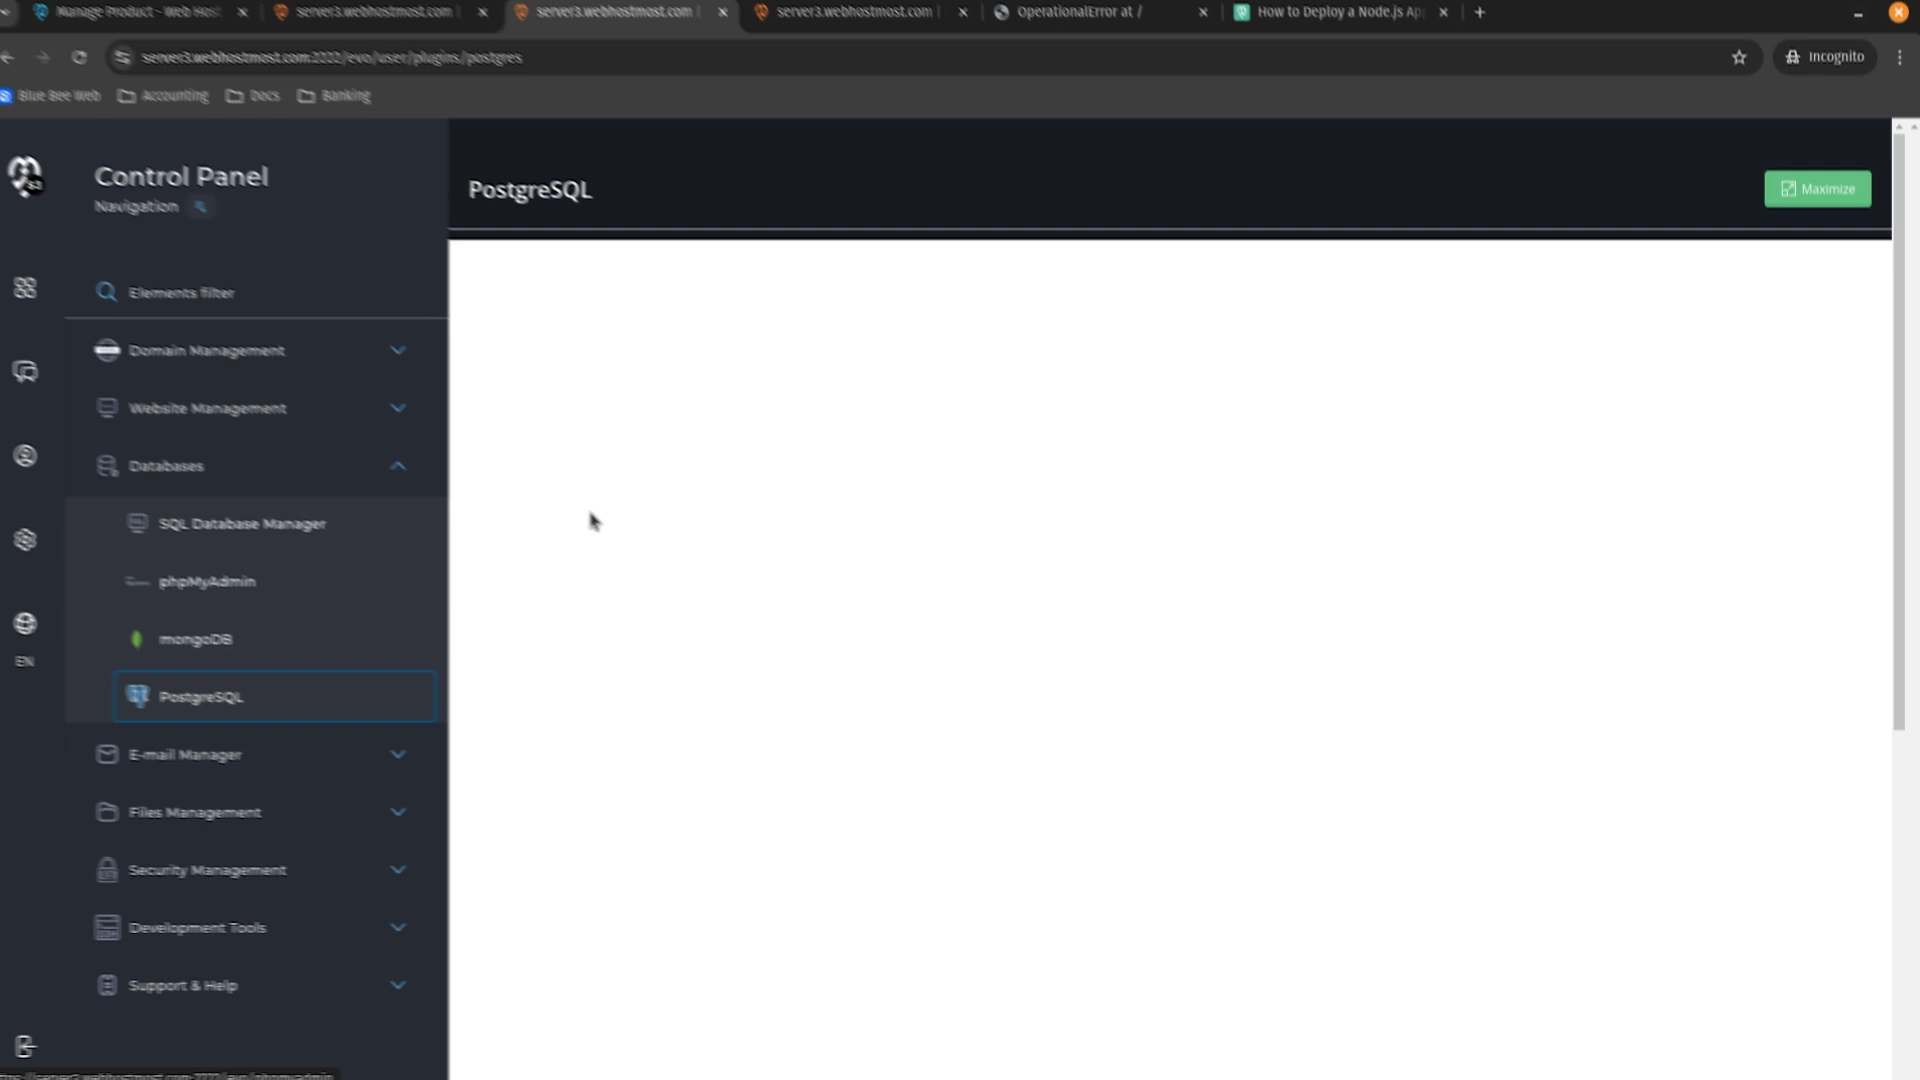 Manage Product - Web Host
server3.webhostmost.com
server3.webhostmost.com
server3.webhostmost.com
OperationalError at /
How to Deploy a Node.js Ap
server3.webhostmost.com:2222/evo/user/plugins/postgres
Incognito
Blue Bee Web
Accounting
Docs
Banking
Control Panel
Navigation
PostgreSQL
Maximize
Elements filter
Domain Management
Website Management
Databases
SQL Database Manager
phpMyAdmin
mongoDB
EN
PostgreSQL
E-mail Manager
Files Management
Security Management
Development Tools
Support & Help